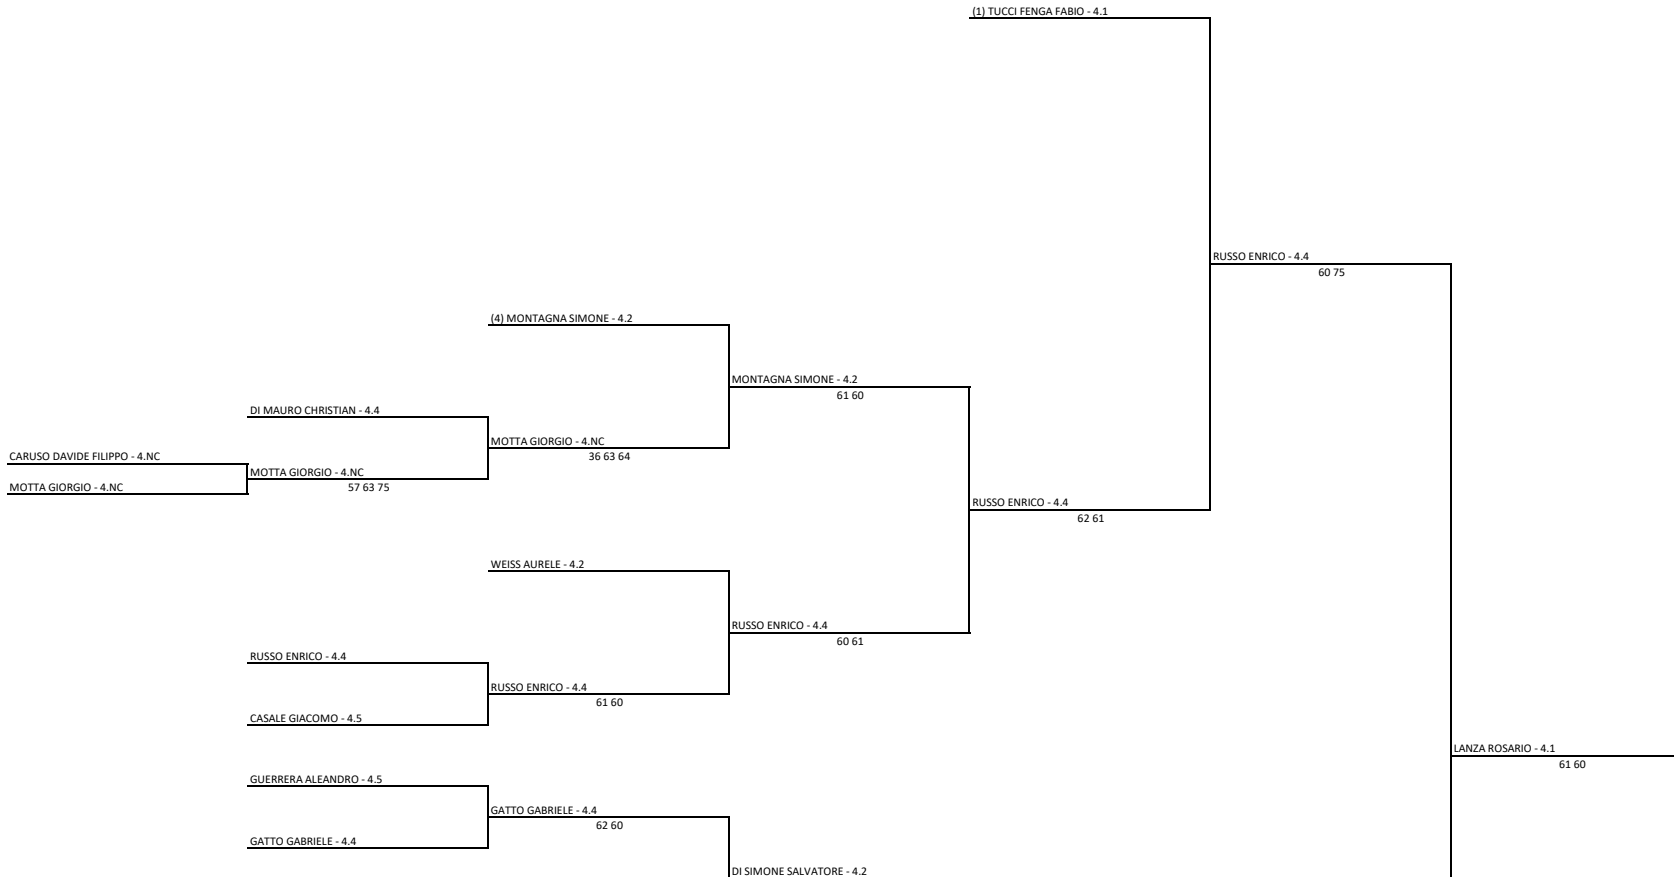 (1) TUCCI FENGA FABIO - 4.1
RUSSO ENRICO - 4.4
60 75
(4) MONTAGNA SIMONE - 4.2
MONTAGNA SIMONE - 4.2
61 60
DI MAURO CHRISTIAN - 4.4
MOTTA GIORGIO - 4.NC
36 63 64
CARUSO DAVIDE FILIPPO - 4.NC
MOTTA GIORGIO - 4.NC
57 63 75
MOTTA GIORGIO - 4.NC
RUSSO ENRICO - 4.4
62 61
WEISS AURELE - 4.2
RUSSO ENRICO - 4.4
60 61
RUSSO ENRICO - 4.4
RUSSO ENRICO - 4.4
61 60
CASALE GIACOMO - 4.5
LANZA ROSARIO - 4.1
61 60
GUERRERA ALEANDRO - 4.5
GATTO GABRIELE - 4.4
62 60
GATTO GABRIELE - 4.4
DI SIMONE SALVATORE - 4.2